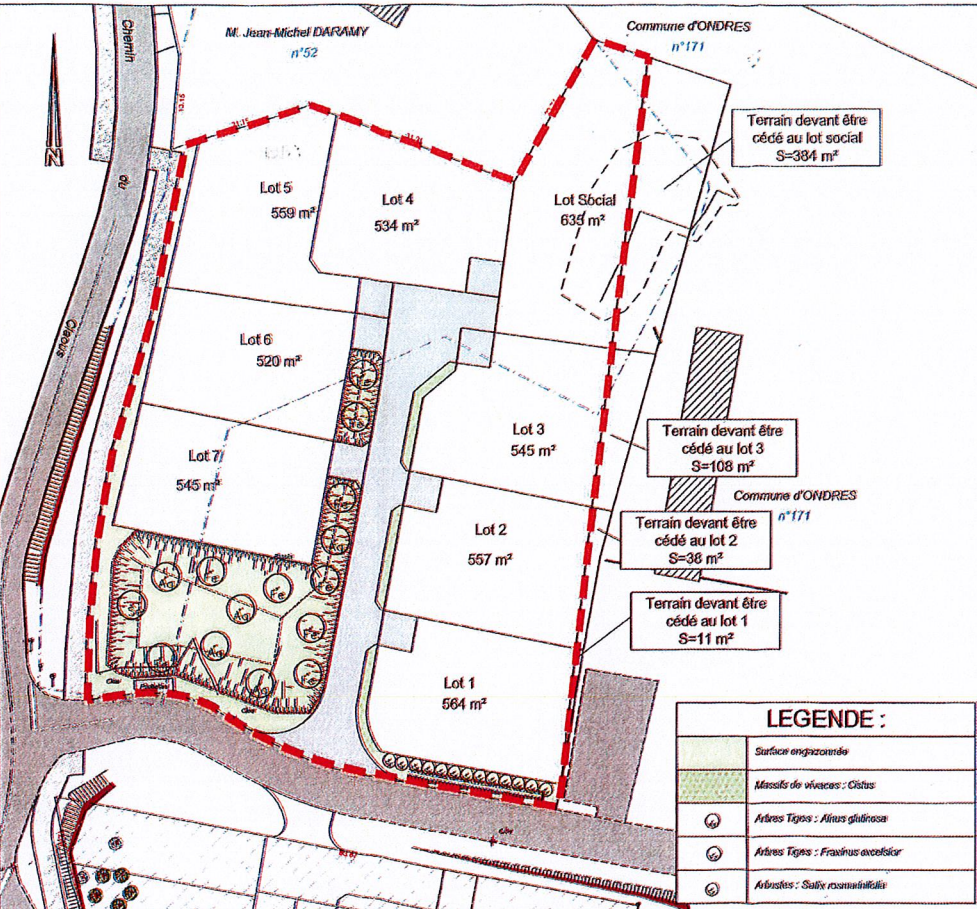 M. Jean-Michel DARAMY
n°52
Commune d'ONDRES
n°171
Chemin
du
Claous
12.15
Terrain devant être
cédé au lot social
S=384 m²
Lot 5
559 m²
Lot 4
534 m²
Lot Social
635 m²
Lot 6
520 m²
Lot 3
545 m²
Terrain devant être
cédé au lot 3
S=108 m²
Lot 7
545 m²
Commune d'ONDRES
n°171
Lot 2
557 m²
Terrain devant être
cédé au lot 2
S=36 m²
Terrain devant être
cédé au lot 1
S=11 m²
Lot 1
564 m²
N
LEGENDE :
Surface engazonnée
Massifs de vivaces : Cistus
Arbres Tiges : Alnus glutinosa
Arbres Tiges : Fraxinus excelsior
Arbustes : Salix rosmarinifolia